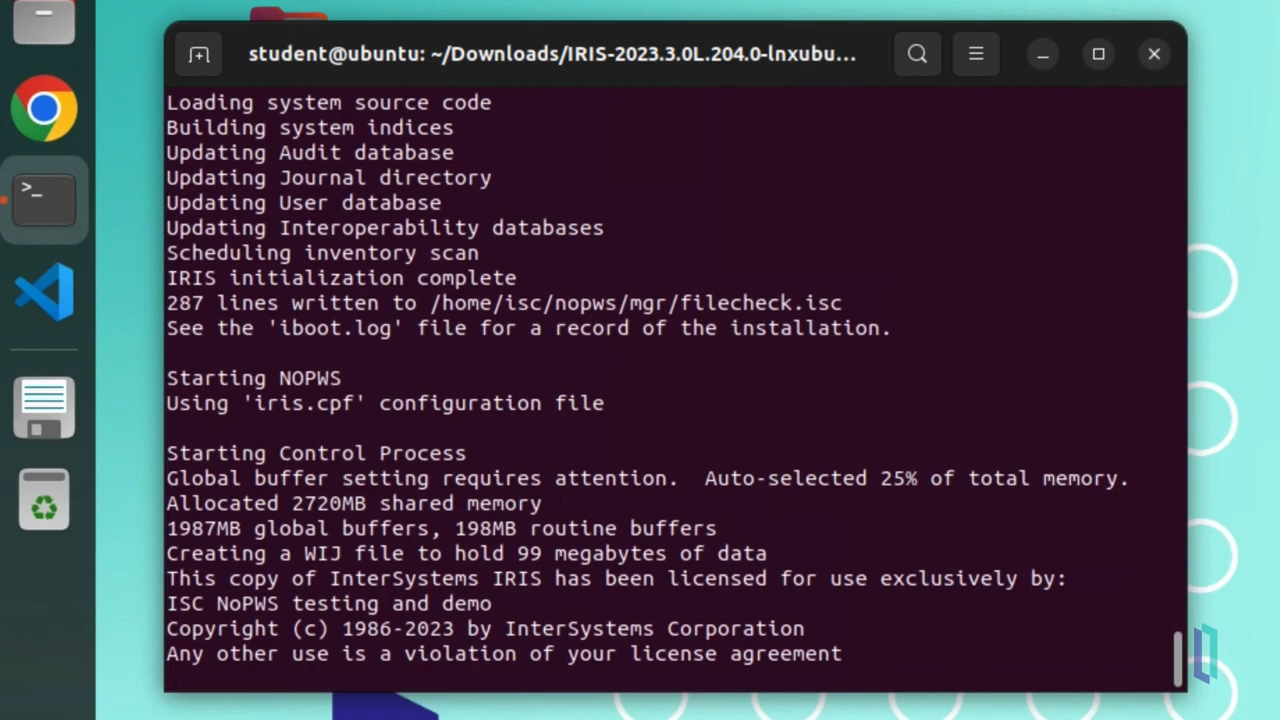 student@ubuntu: ~/Downloads/IRIS-2023.3.0L.204.0-lnxubu...
Loading system source code
Building system indices
Updating Audit database
Updating Journal directory
Updating User database
Updating Interoperability databases
Scheduling inventory scan
IRIS initialization complete
287 lines written to /home/isc/nopws/mgr/filecheck.isc
See the 'iboot.log' file for a record of the installation.
Starting NOPWS
Using 'iris.cpf' configuration file
Starting Control Process
Global buffer setting requires attention.  Auto-selected 25% of total memory.
Allocated 2720MB shared memory
1987MB global buffers, 198MB routine buffers
Creating a WIJ file to hold 99 megabytes of data
This copy of InterSystems IRIS has been licensed for use exclusively by:
ISC NoPWS testing and demo
Copyright (c) 1986-2023 by InterSystems Corporation
Any other use is a violation of your license agreement